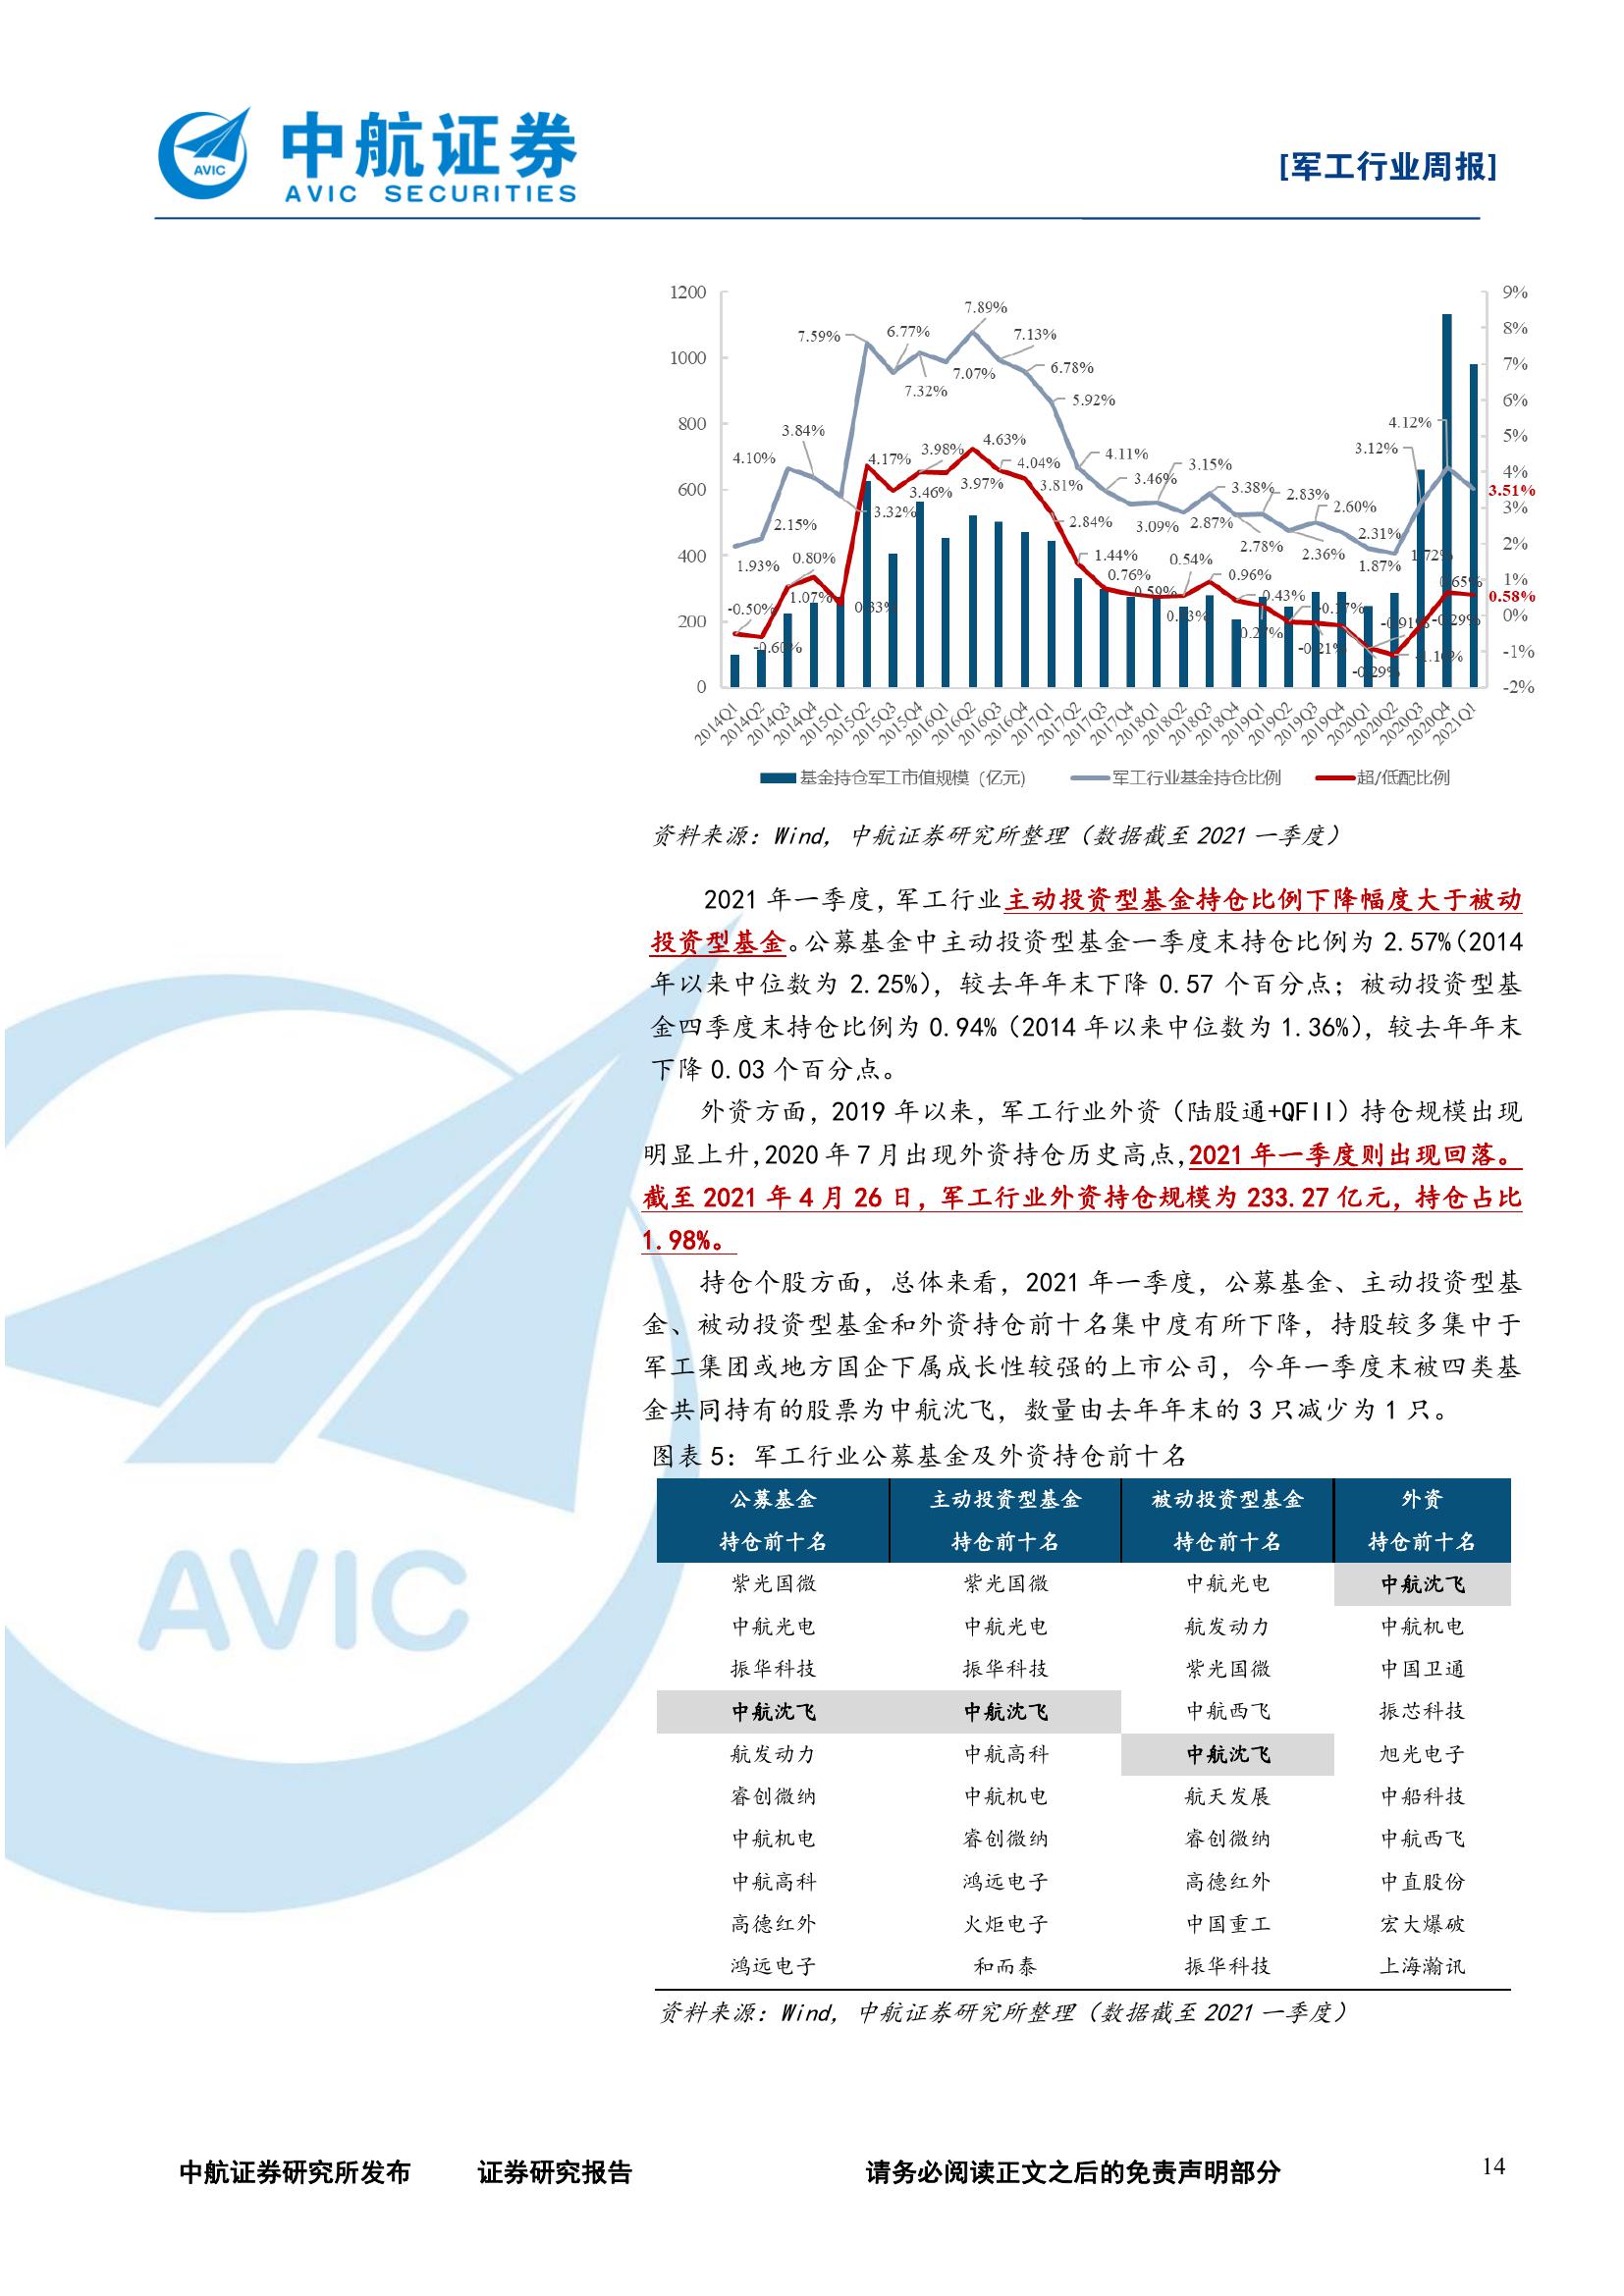 中航证券
AVIC SECURITIES
AVIC
[军工行业周报]
1200
1000
800
600
400
200
0
9%
8%
7%
6%
5%
4%
3%
2%
1%
0%
-1%
-2%
4.10%
3.84%
2.15%
1.93%
7.59%
6.77%
7.32%
7.07%
7.89%
7.13%
6.78%
5.92%
4.11%
3.46%
3.15%
3.09%
3.38%
2.87%
2.78%
2.83%
2.36%
2.60%
2.31%
1.87%
1.72%
3.12%
4.12%
3.51%
-0.50%
-0.60%
0.80%
1.07%
0.33%
3.32%
4.17%
3.46%
3.98%
3.97%
4.63%
4.04%
3.81%
2.84%
1.44%
0.76%
0.59%
0.54%
0.96%
0.43%
0.27%
-0.17%
-0.21%
-0.29%
-0.91%
-1.10%
-0.29%
0.65%
0.58%
2014Q1 2014Q2 2014Q3 2014Q4 2015Q1 2015Q2 2015Q3 2015Q4 2016Q1 2016Q2 2016Q3 2016Q4 2017Q1 2017Q2 2017Q3 2017Q4 2018Q1 2018Q2 2018Q3 2018Q4 2019Q1 2019Q2 2019Q3 2019Q4 2020Q1 2020Q2 2020Q3 2020Q4 2021Q1
基金持仓军工市值规模（亿元） 军工行业基金持仓比例 超/低配比例
资料来源：Wind，中航证券研究所整理（数据截至 2021 一季度）
2021 年一季度，军工行业主动投资型基金持仓比例下降幅度大于被动
投资型基金。公募基金中主动投资型基金一季度末持仓比例为 2.57%（2014
年以来中位数为 2.25%），较去年年末下降 0.57 个百分点；被动投资型基
金四季度末持仓比例为 0.94%（2014 年以来中位数为 1.36%），较去年年末
下降 0.03 个百分点。
外资方面，2019 年以来，军工行业外资（陆股通+QFII）持仓规模出现
明显上升，2020 年 7 月出现外资持仓历史高点，2021 年一季度则出现回落。
截至 2021 年 4 月 26 日，军工行业外资持仓规模为 233.27 亿元，持仓占比
1.98%。
持仓个股方面，总体来看，2021 年一季度，公募基金、主动投资型基
金、被动投资型基金和外资持仓前十名集中度有所下降，持股较多集中于
军工集团或地方国企下属成长性较强的上市公司，今年一季度末被四类基
金共同持有的股票为中航沈飞，数量由去年年末的 3 只减少为 1 只。
图表 5：军工行业公募基金及外资持仓前十名
公募基金 主动投资型基金 被动投资型基金 外资
持仓前十名 持仓前十名 持仓前十名 持仓前十名
紫光国微 紫光国微 中航光电 中航沈飞
中航光电 中航光电 航发动力 中航机电
振华科技 振华科技 紫光国微 中国卫通
中航沈飞 中航沈飞 中航西飞 振芯科技
航发动力 中航高科 中航沈飞 旭光电子
睿创微纳 中航机电 航天发展 中船科技
中航机电 睿创微纳 睿创微纳 中航西飞
中航高科 鸿远电子 高德红外 中直股份
高德红外 火炬电子 中国重工 宏大爆破
鸿远电子 和而泰 振华科技 上海瀚讯
资料来源：Wind，中航证券研究所整理（数据截至 2021 一季度）
AVIC
中航证券研究所发布 证券研究报告 请务必阅读正文之后的免责声明部分 14